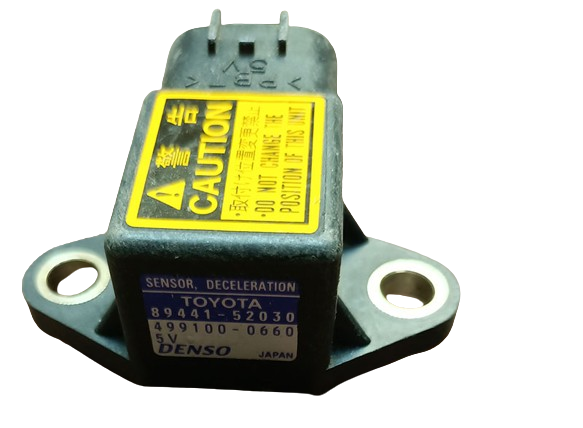 >PBT<
5V
警告
CAUTION
・取付け位置変更禁止
・DO NOT CHANGE THE
POSITION OF THIS UNIT
SENSOR, DECELERATION
TOYOTA
89441-52030
499100-0660
5V
DENSO JAPAN